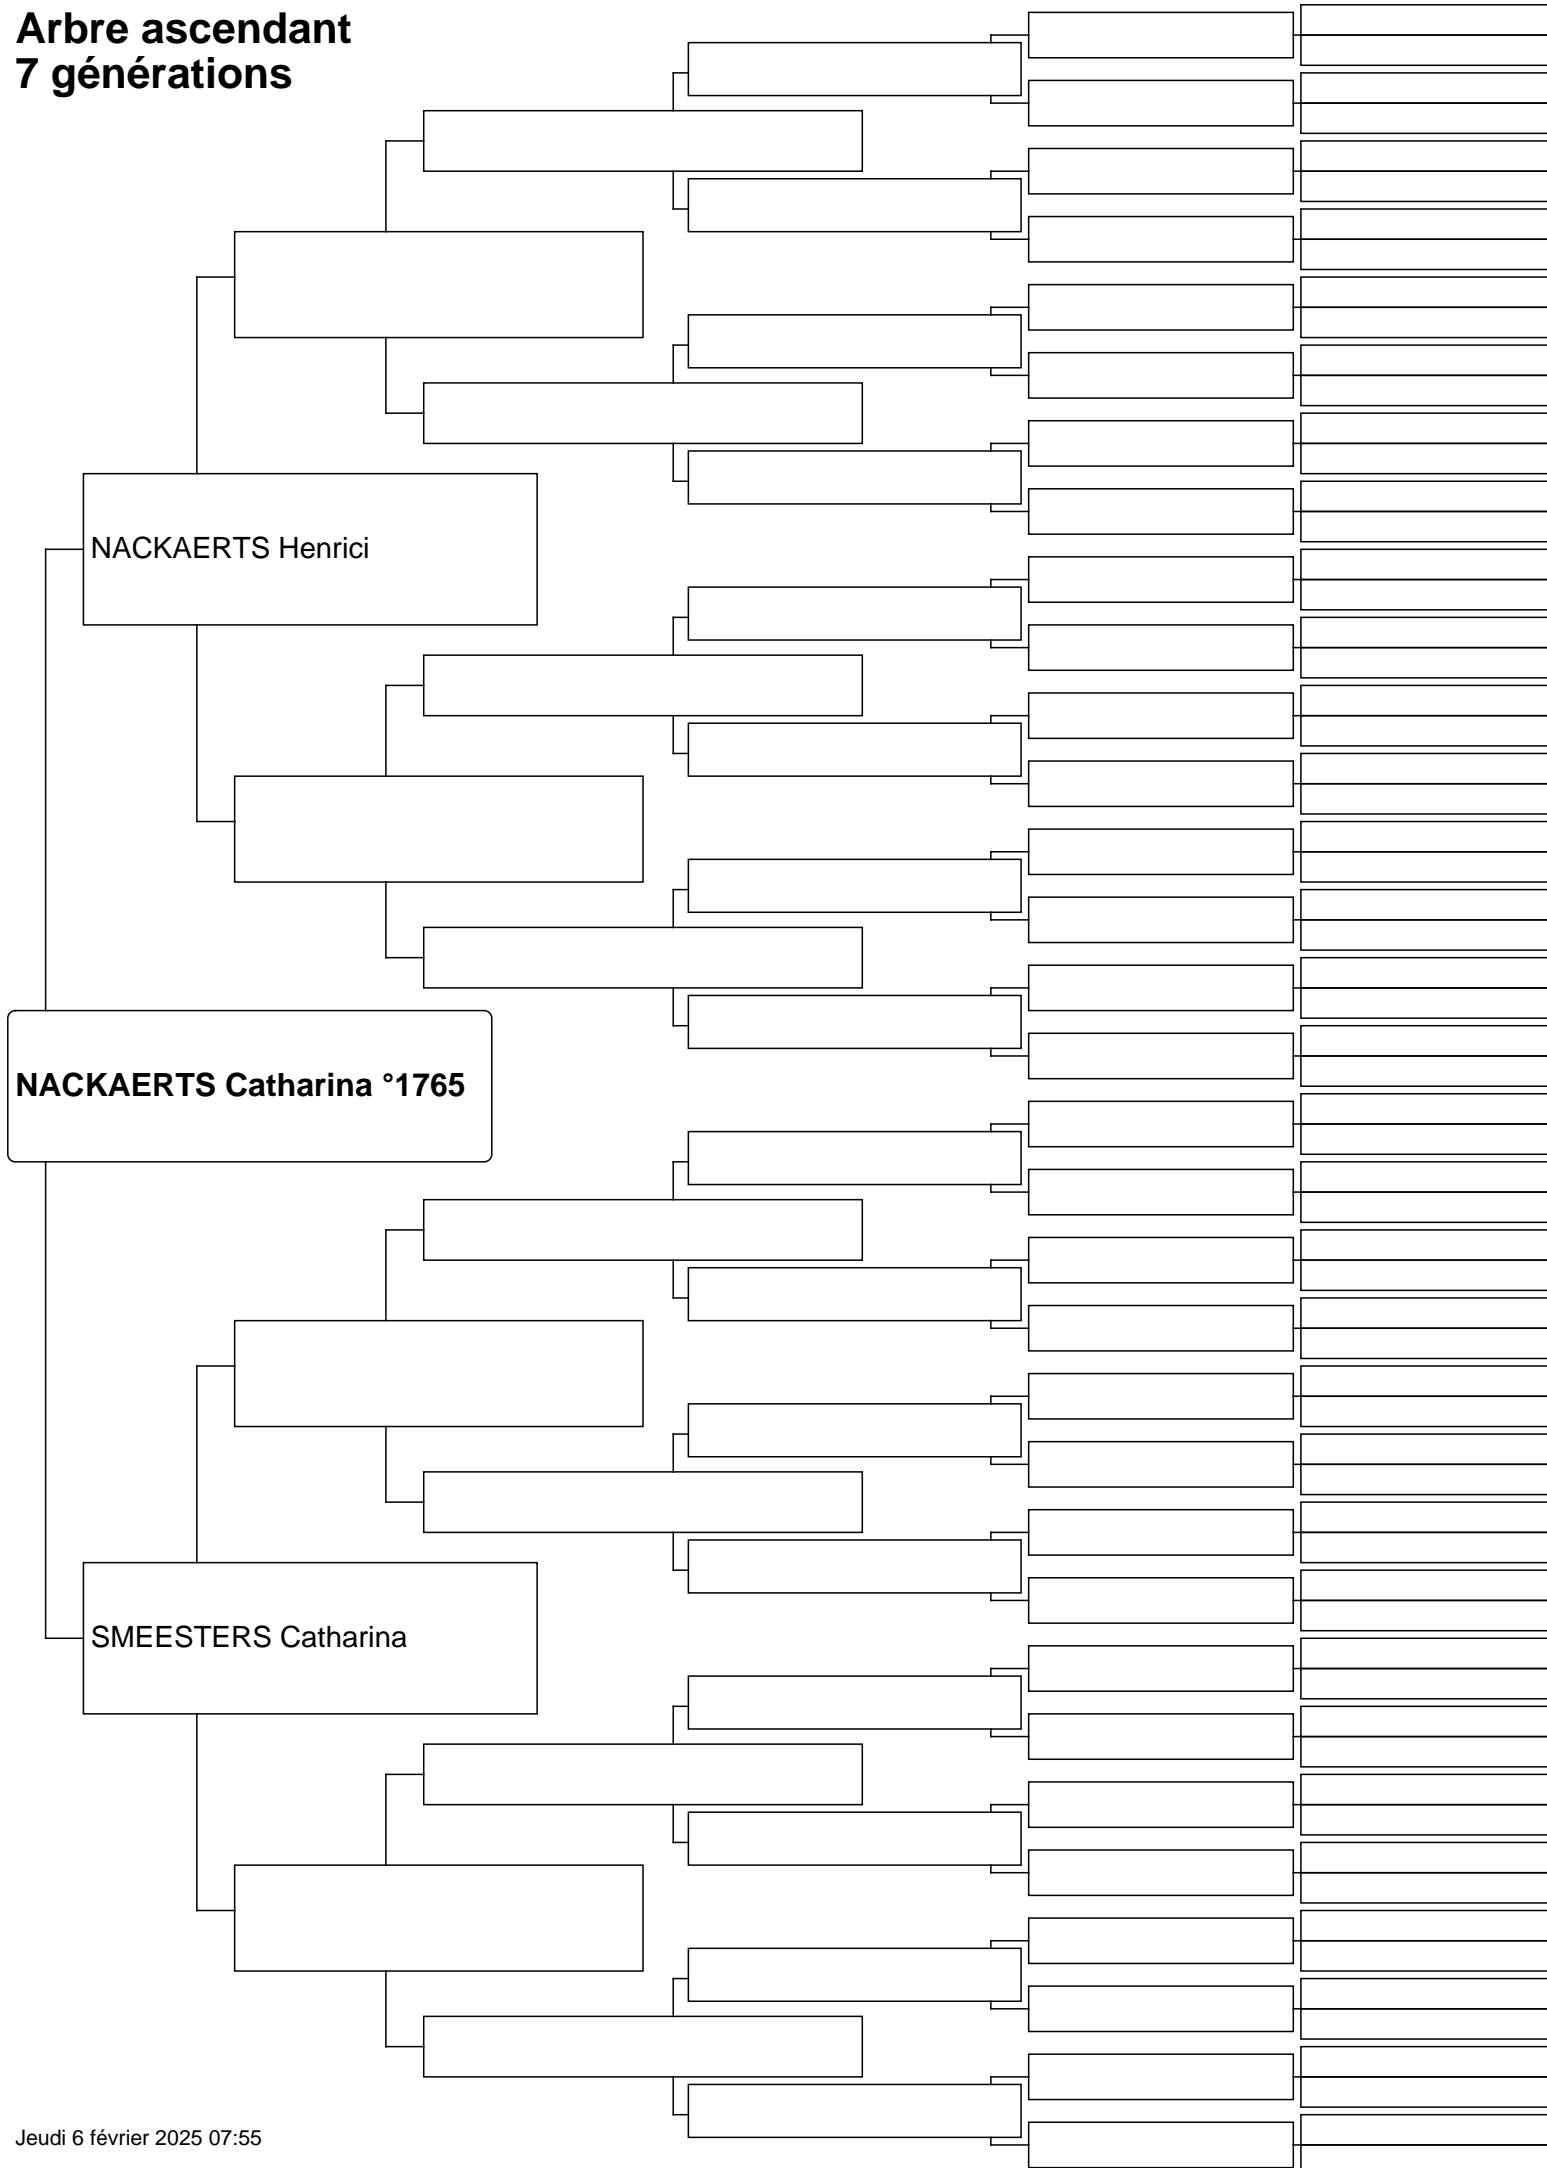 Arbre ascendant
7 générations
NACKAERTS Henrici
NACKAERTS Catharina °1765
SMEESTERS Catharina
Jeudi 6 février 2025 07:55